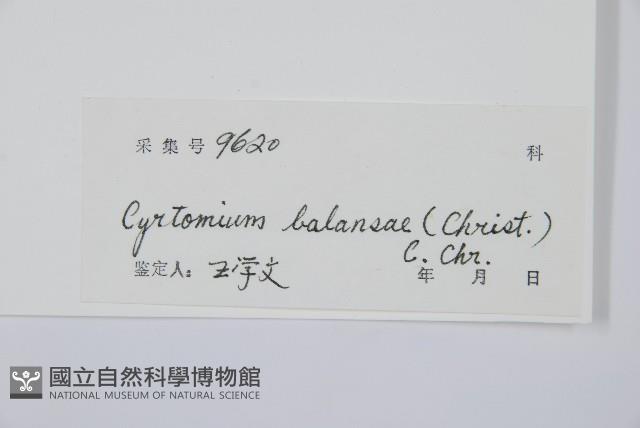 采集号 9620 科
Cyrtomium balansae (Christ.)
C. Chr.
鉴定人: 王学文 年 月 日
國立自然科學博物館
NATIONAL MUSEUM OF NATURAL SCIENCE